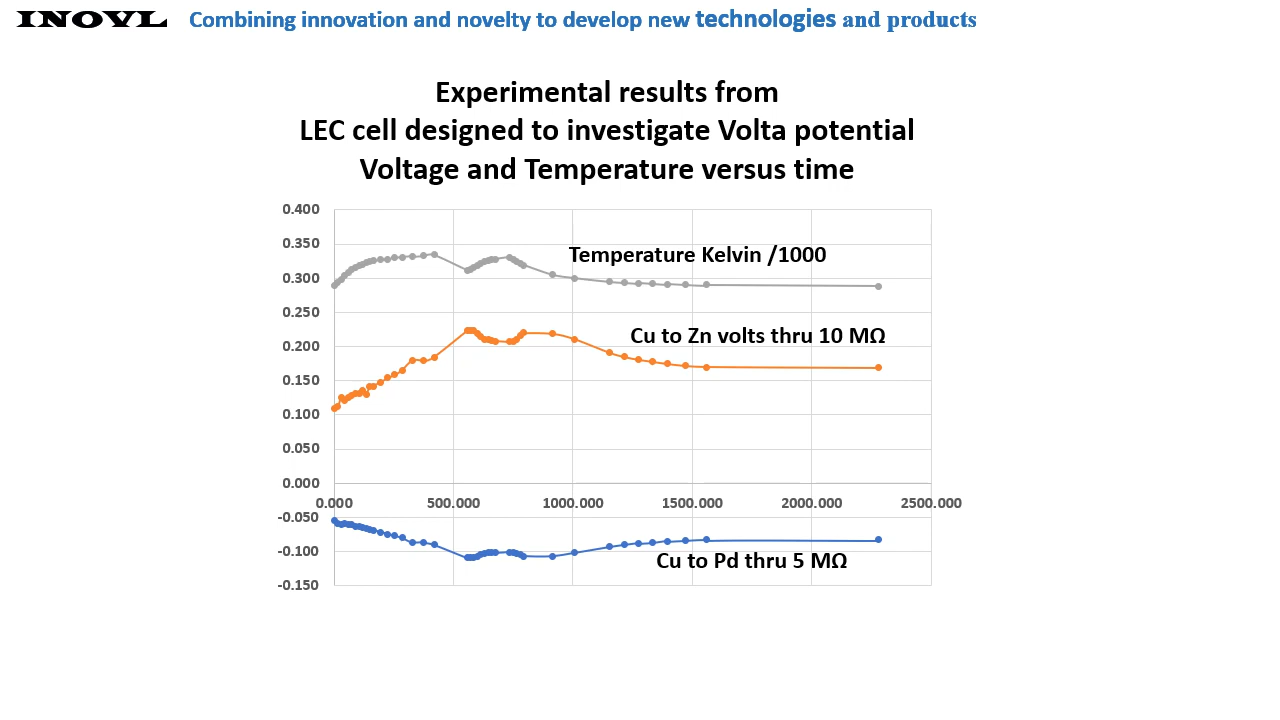 INOVL Combining innovation and novelty to develop new technologies and products
Experimental results from
LEC cell designed to investigate Volta potential
Voltage and Temperature versus time
0.400
0.350
Temperature Kelvin /1000
0.300
0.250
0.200
Cu to Zn volts thru 10 MΩ
0.150
0.100
0.050
0.000
0.000 500.000 1000.000 1500.000 2000.000 2500.000
-0.050
-0.100
Cu to Pd thru 5 MΩ
-0.150